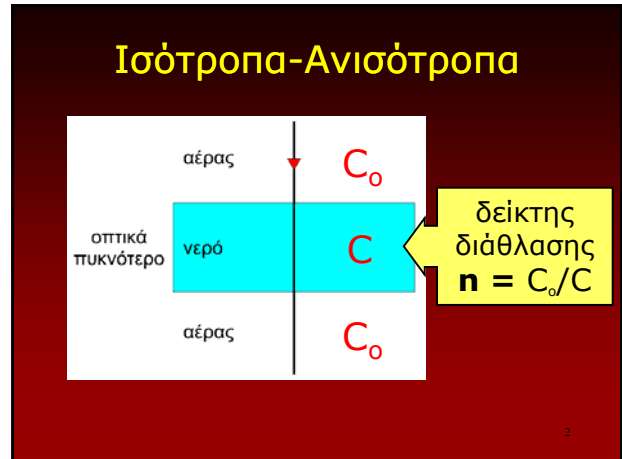 Ισότροπα-Ανισότροπα
αέρας
Cₒ
οπτικά
πυκνότερο
νερό
C
δείκτης
διάθλασης
n = Cₒ/C
αέρας
Cₒ
2